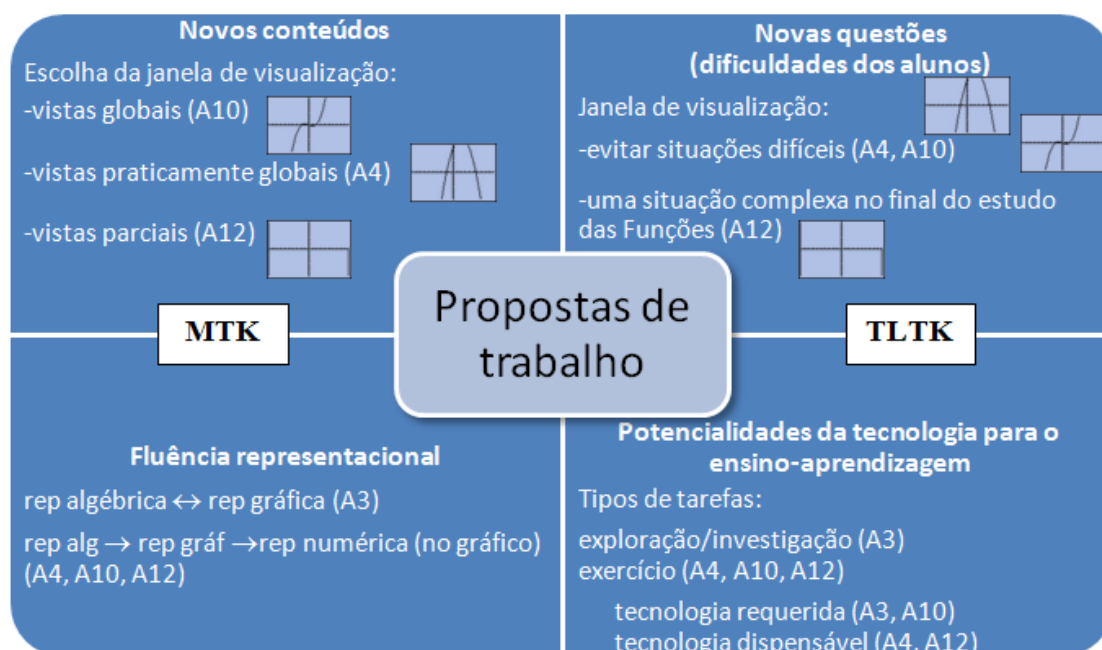 Novos conteúdos
Escolha da janela de visualização:
-vistas globais (A10)
-vistas praticamente globais (A4)
-vistas parciais (A12)
Novas questões
(dificuldades dos alunos)
Janela de visualização:
-evitar situações difíceis (A4, A10)
-uma situação complexa no final do estudo
das Funções (A12)
Propostas de
trabalho
MTK
TLTK
Fluência representacional
rep algébrica ↔ rep gráfica (A3)
rep alg → rep gráf →rep numérica (no gráfico)
(A4, A10, A12)
Potencialidades da tecnologia para o
ensino-aprendizagem
Tipos de tarefas:
exploração/investigação (A3)
exercício (A4, A10, A12)
tecnologia requerida (A3, A10)
tecnologia dispensável (A4, A12)